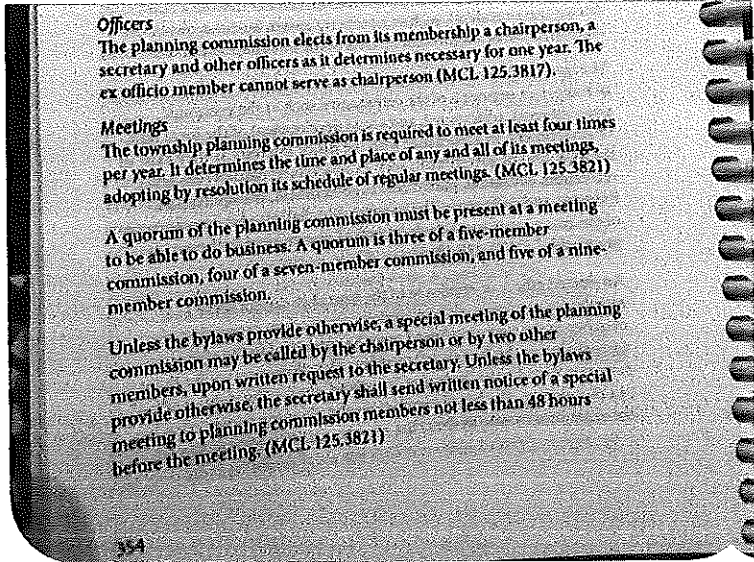 Officers
The planning commission elects from its membership a chairperson, a
secretary and other officers as it determines necessary for one year. The
ex officio member cannot serve as chairperson (MCL 125.3817).
Meetings
The township planning commission is required to meet at least four times
per year. It determines the time and place of any and all of its meetings,
adopting by resolution its schedule of regular meetings. (MCL 125.3821)
A quorum of the planning commission must be present at a meeting
to be able to do business. A quorum is three of a five-member
commission, four of a seven-member commission, and five of a nine-
member commission.
Unless the bylaws provide otherwise, a special meeting of the planning
commission may be called by the chairperson or by two other
members, upon written request to the secretary. Unless the bylaws
provide otherwise, the secretary shall send written notice of a special
meeting to planning commission members not less than 48 hours
before the meeting. (MCL 125.3821)
354